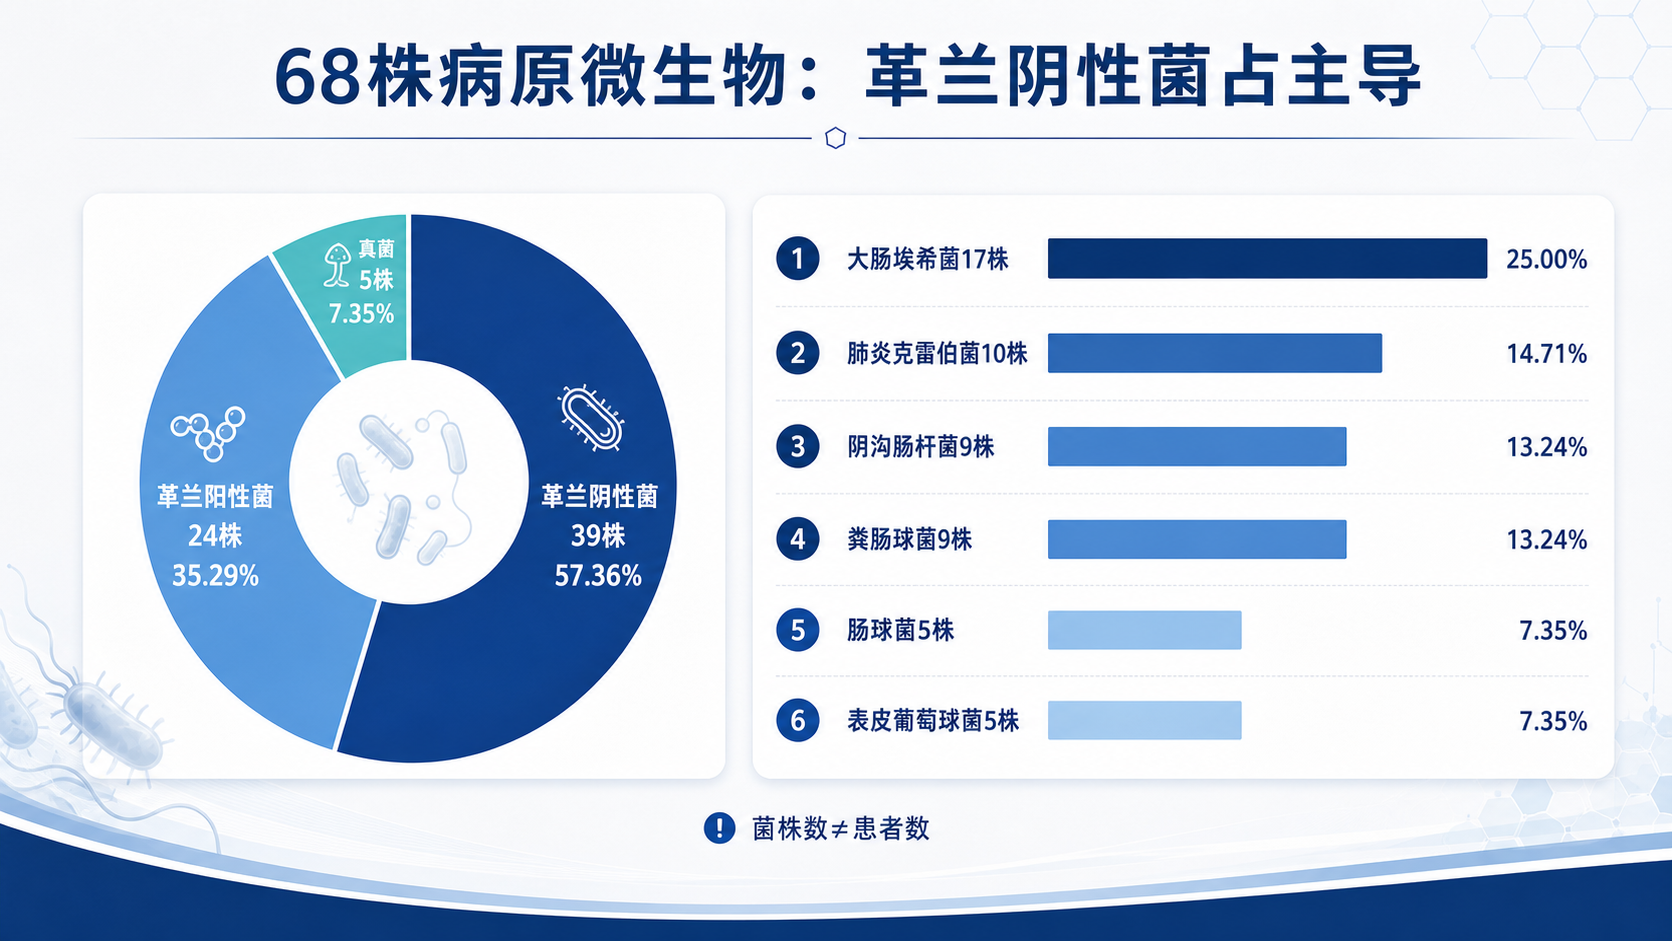 68株病原微生物：革兰阴性菌占主导
真菌
5株
7.35%
革兰阳性菌
24株
35.29%
革兰阴性菌
39株
57.36%
1 大肠埃希菌17株 25.00%
2 肺炎克雷伯菌10株 14.71%
3 阴沟肠杆菌9株 13.24%
4 粪肠球菌9株 13.24%
5 肠球菌5株 7.35%
6 表皮葡萄球菌5株 7.35%
! 菌株数≠患者数